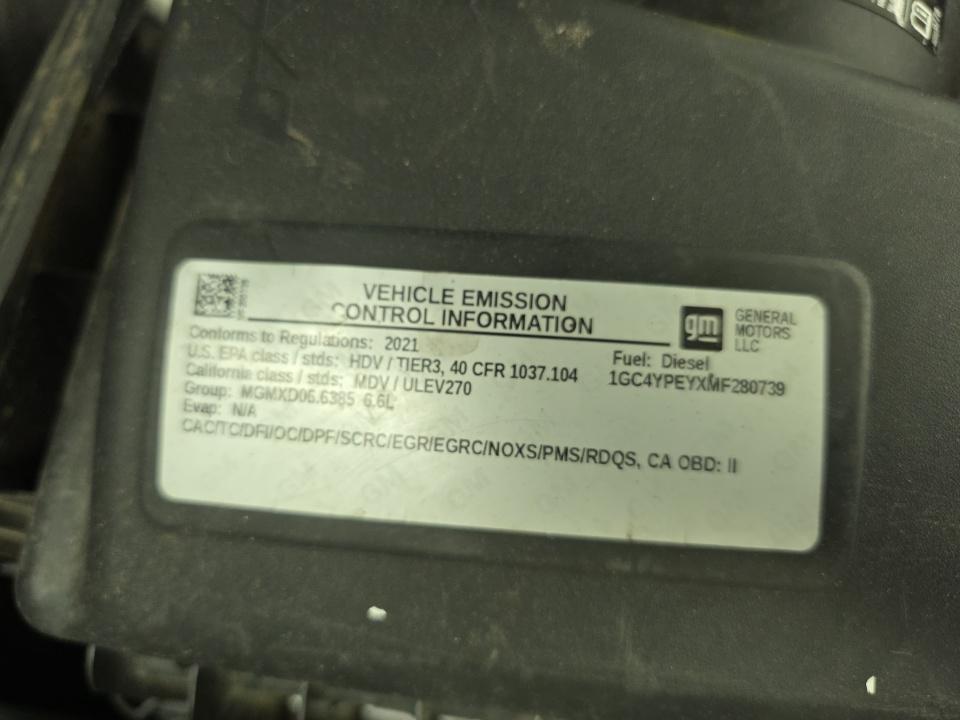 VEHICLE EMISSION
CONTROL INFORMATION
gm
GENERAL
MOTORS
LLC
Conforms to Regulations: 2021
U.S. EPA class / stds: HDV / TIER3, 40 CFR 1037.104
California class / stds: MDV / ULEV270
Group: MGMXD06.6385 6.6L
Evap: N/A
Fuel: Diesel
1GC4YPEYXMF280739
CAC/TC/DFI/OC/DPF/SCRC/EGR/EGRC/NOXS/PMS/RDQS, CA OBD: II